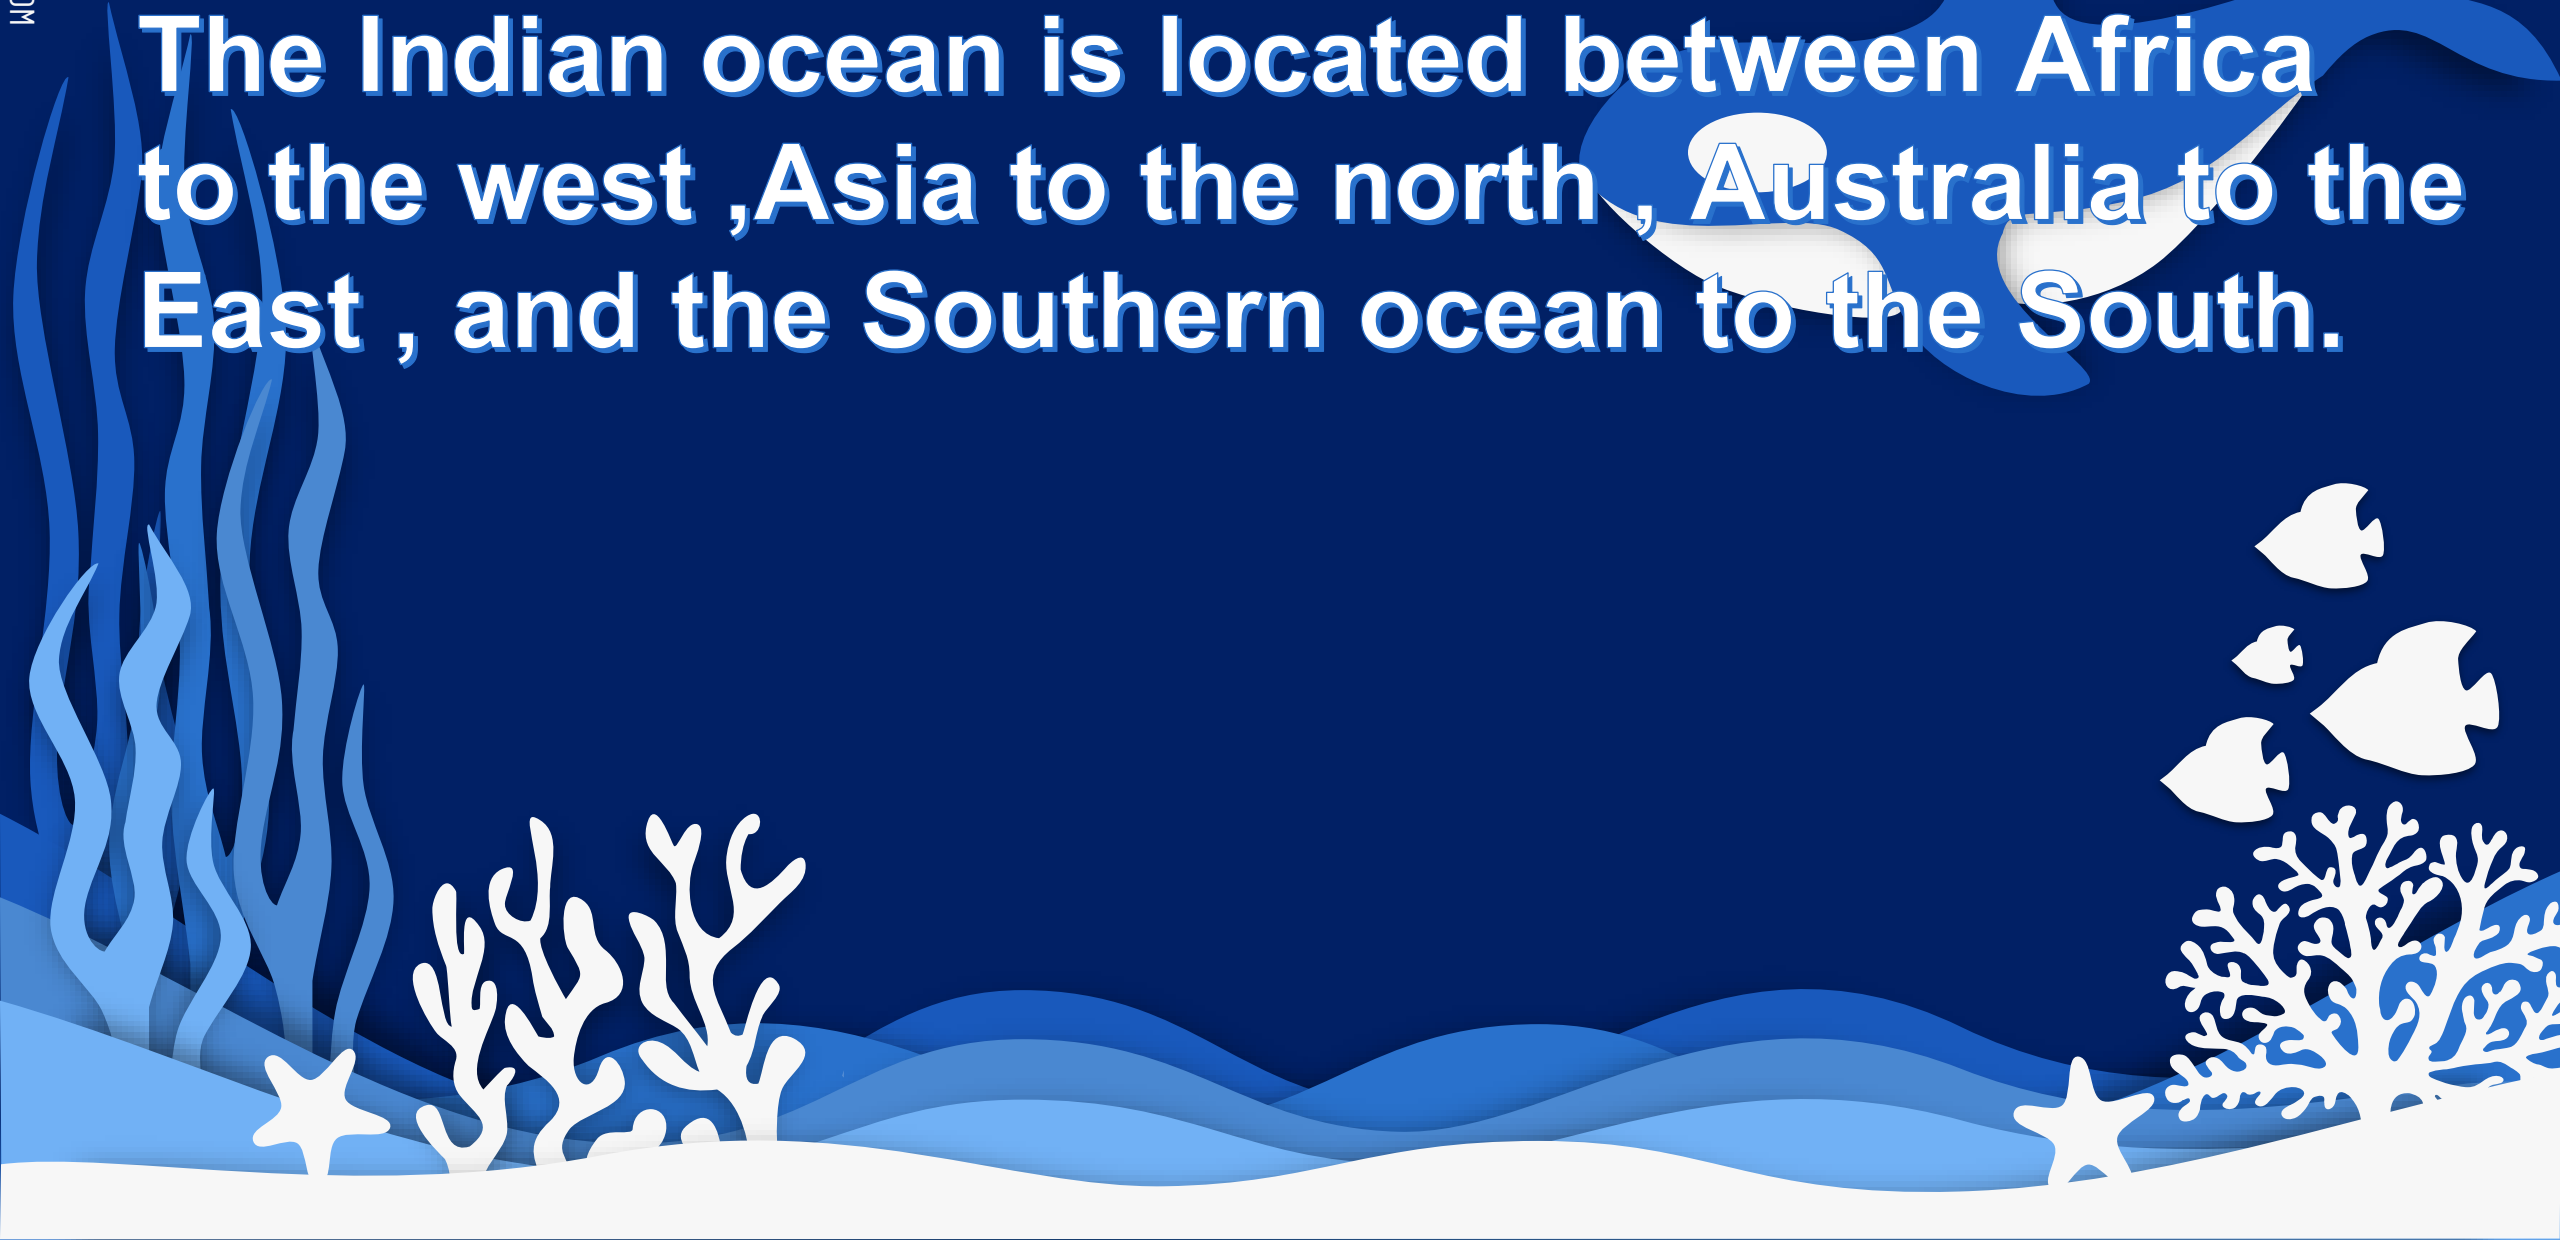 The Indian ocean is located between Africa
to the west ,Asia to the north , Australia to the
East , and the Southern ocean to the South.